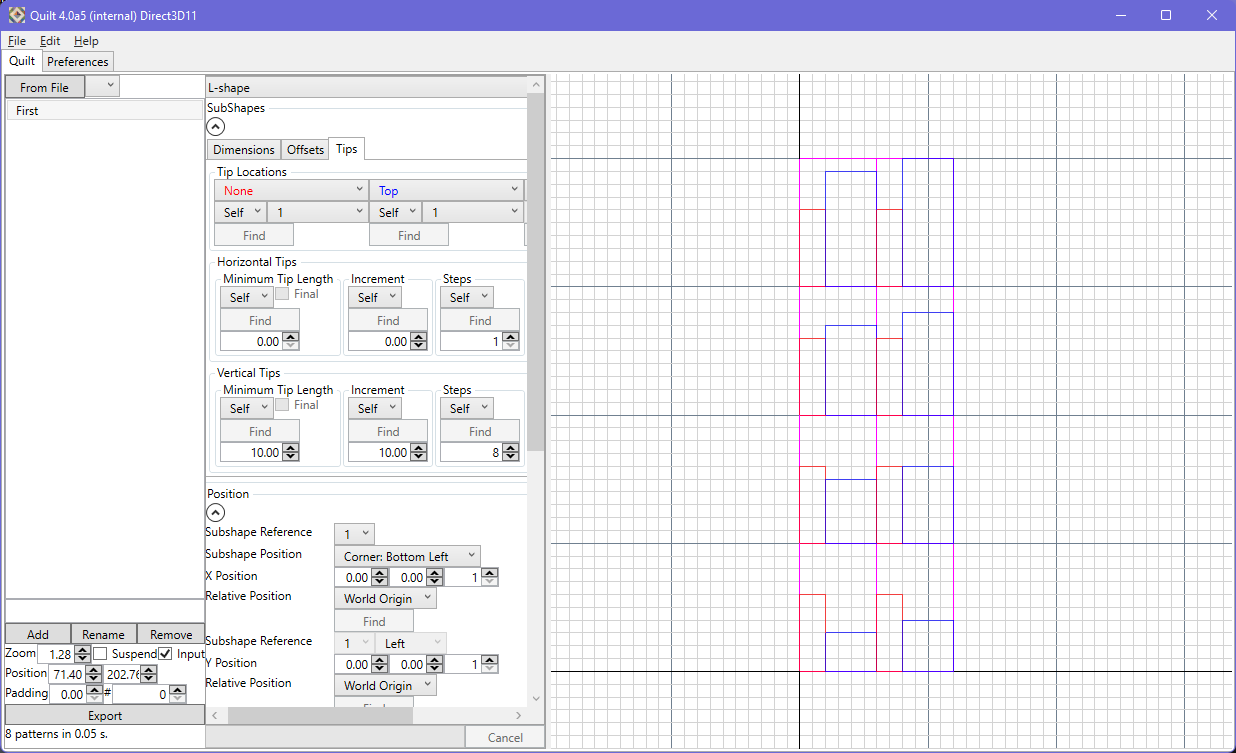 Quilt 4.0a5 (internal) Direct3D11
File Edit Help
Quilt Preferences
From File
First
L-shape
SubShapes
Dimensions Offsets Tips
Tip Locations
None Top
Self 1 Self 1
Find Find
Horizontal Tips
Minimum Tip Length Increment Steps
Self Final Self Self
Find Find Find
0.00 0.00 1
Vertical Tips
Minimum Tip Length Increment Steps
Self Final Self Self
Find Find Find
10.00 10.00 8
Position
Subshape Reference 1
Subshape Position Corner: Bottom Left
X Position 0.00 0.00 1
Relative Position World Origin
Find
Subshape Reference 1 Left
Y Position 0.00 0.00 1
Relative Position World Origin
Add Rename Remove
Zoom 1.28 Suspend Input
Position 71.40 202.76
Padding 0.00 # 0
Export
8 patterns in 0.05 s.
Cancel